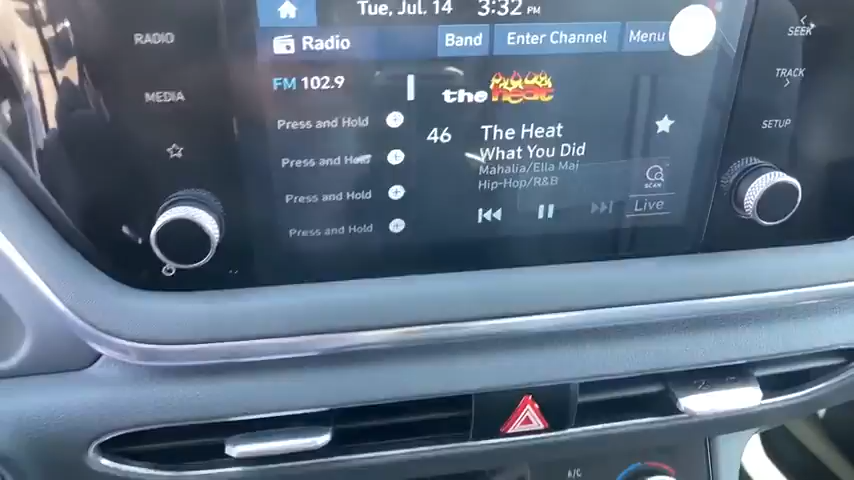 Tue, Jul. 14 3:32 PM
RADIO
Radio
Band
Enter Channel
Menu
SEEK
MEDIA
FM 102.9
the heat
TRACK
SETUP
Press and Hold
46
The Heat
What You Did
Mahalia/Ella Mai
Hip-Hop/R&B
Press and Hold
Press and Hold
Press and Hold
SCAN
Live
A/C